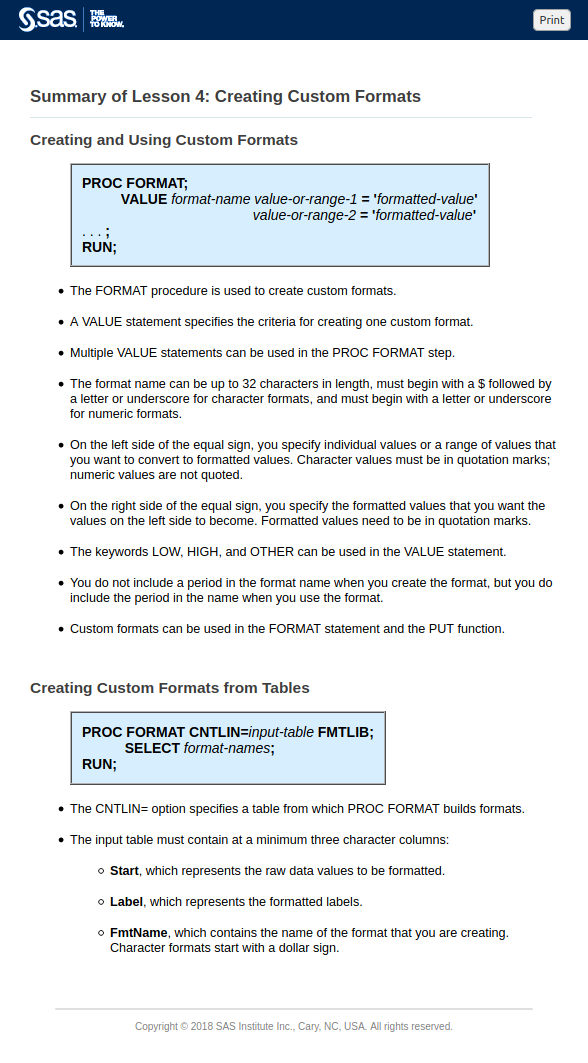 sas THE
POWER
TO KNOW.
Print
Summary of Lesson 4: Creating Custom Formats
Creating and Using Custom Formats
PROC FORMAT;
VALUE format-name value-or-range-1 = 'formatted-value'
value-or-range-2 = 'formatted-value'
. . . ;
RUN;
• The FORMAT procedure is used to create custom formats.
• A VALUE statement specifies the criteria for creating one custom format.
• Multiple VALUE statements can be used in the PROC FORMAT step.
• The format name can be up to 32 characters in length, must begin with a $ followed by
a letter or underscore for character formats, and must begin with a letter or underscore
for numeric formats.
• On the left side of the equal sign, you specify individual values or a range of values that
you want to convert to formatted values. Character values must be in quotation marks;
numeric values are not quoted.
• On the right side of the equal sign, you specify the formatted values that you want the
values on the left side to become. Formatted values need to be in quotation marks.
• The keywords LOW, HIGH, and OTHER can be used in the VALUE statement.
• You do not include a period in the format name when you create the format, but you do
include the period in the name when you use the format.
• Custom formats can be used in the FORMAT statement and the PUT function.
Creating Custom Formats from Tables
PROC FORMAT CNTLIN=input-table FMTLIB;
SELECT format-names;
RUN;
• The CNTLIN= option specifies a table from which PROC FORMAT builds formats.
• The input table must contain at a minimum three character columns:
○ Start, which represents the raw data values to be formatted.
○ Label, which represents the formatted labels.
○ FmtName, which contains the name of the format that you are creating.
Character formats start with a dollar sign.
Copyright © 2018 SAS Institute Inc., Cary, NC, USA. All rights reserved.